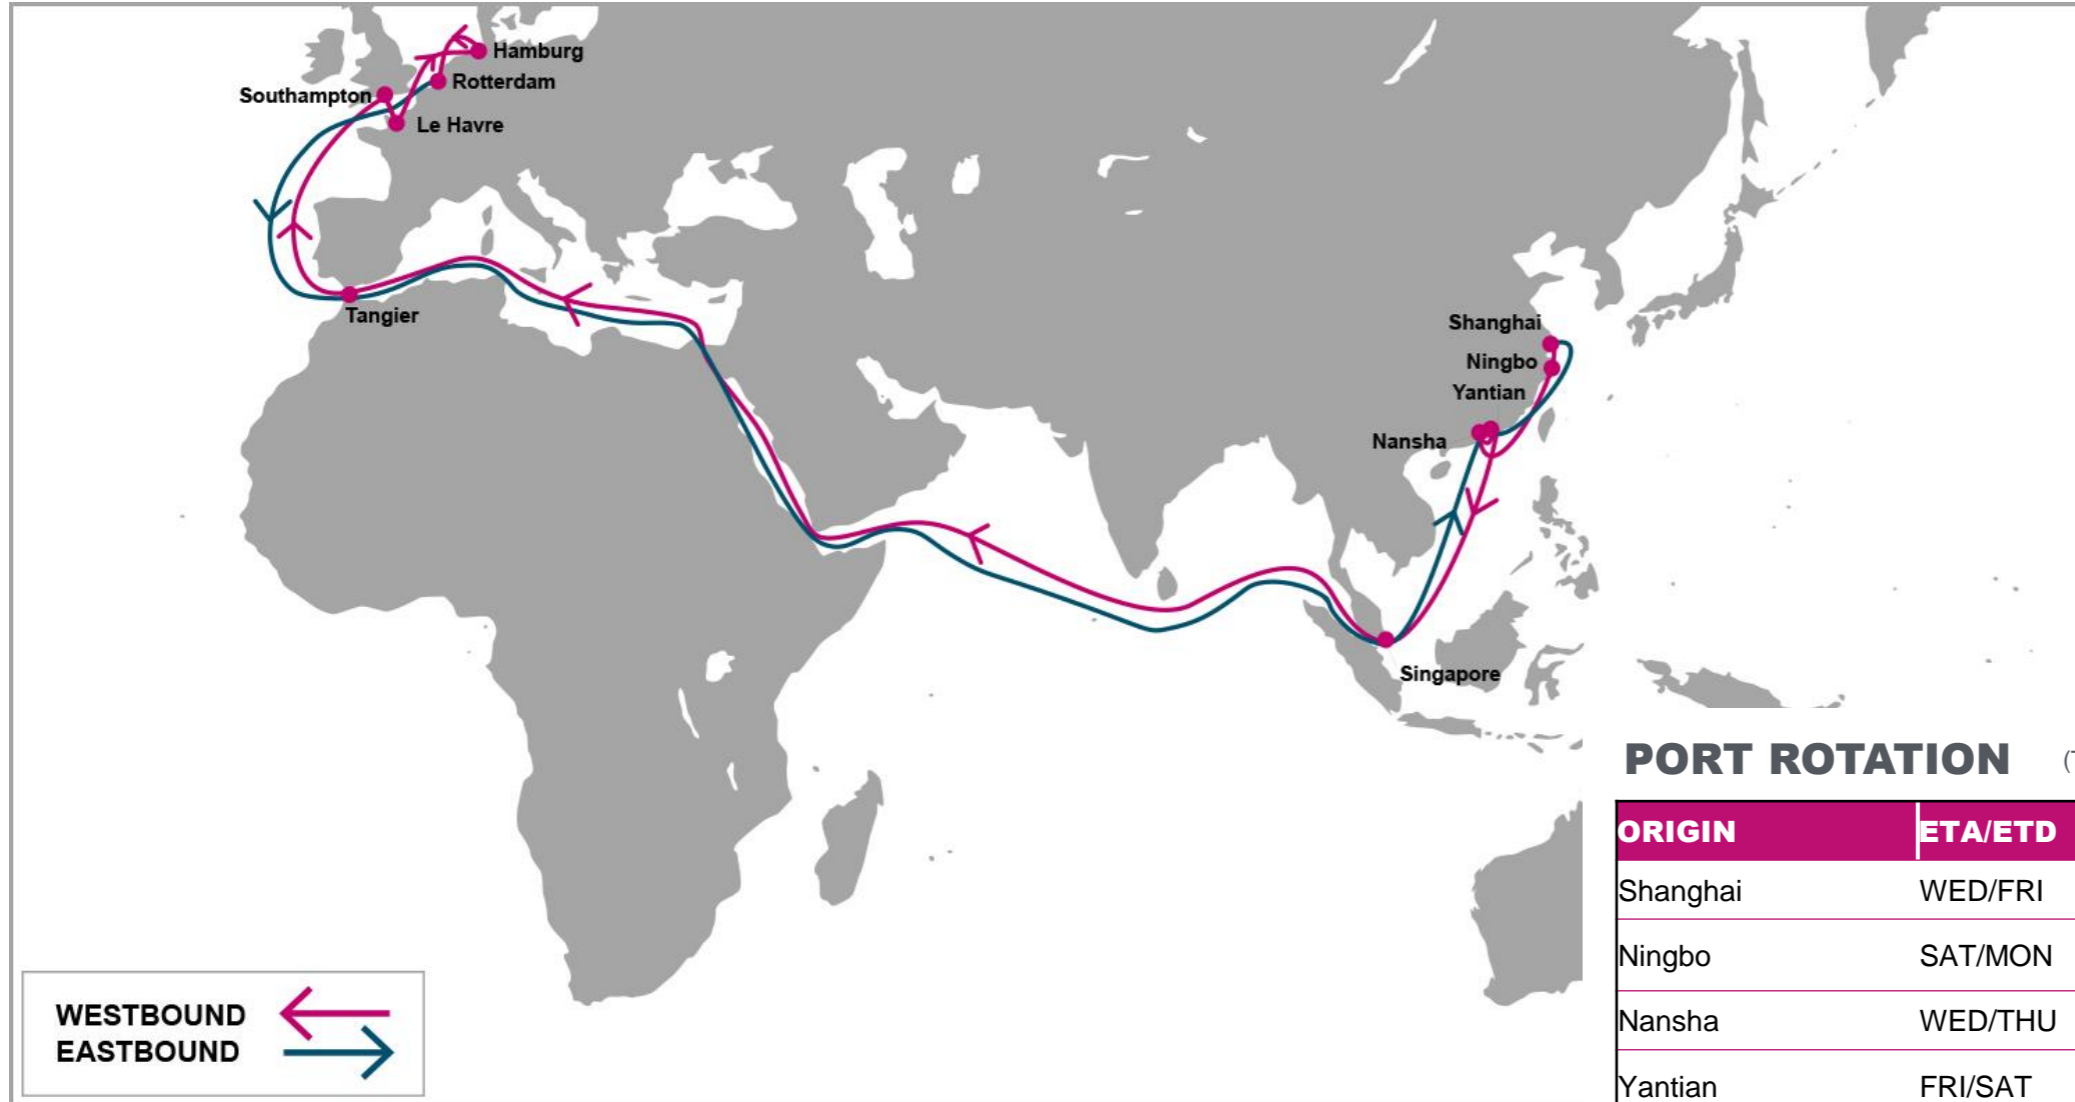 Hamburg
Rotterdam
Southampton
Le Havre
Tangier
Shanghai
Ningbo
Yantian
Nansha
Singapore
WESTBOUND
EASTBOUND
PORT ROTATION
ORIGIN ETA/ETD
Shanghai WED/FRI
Ningbo SAT/MON
Nansha WED/THU
Yantian FRI/SAT